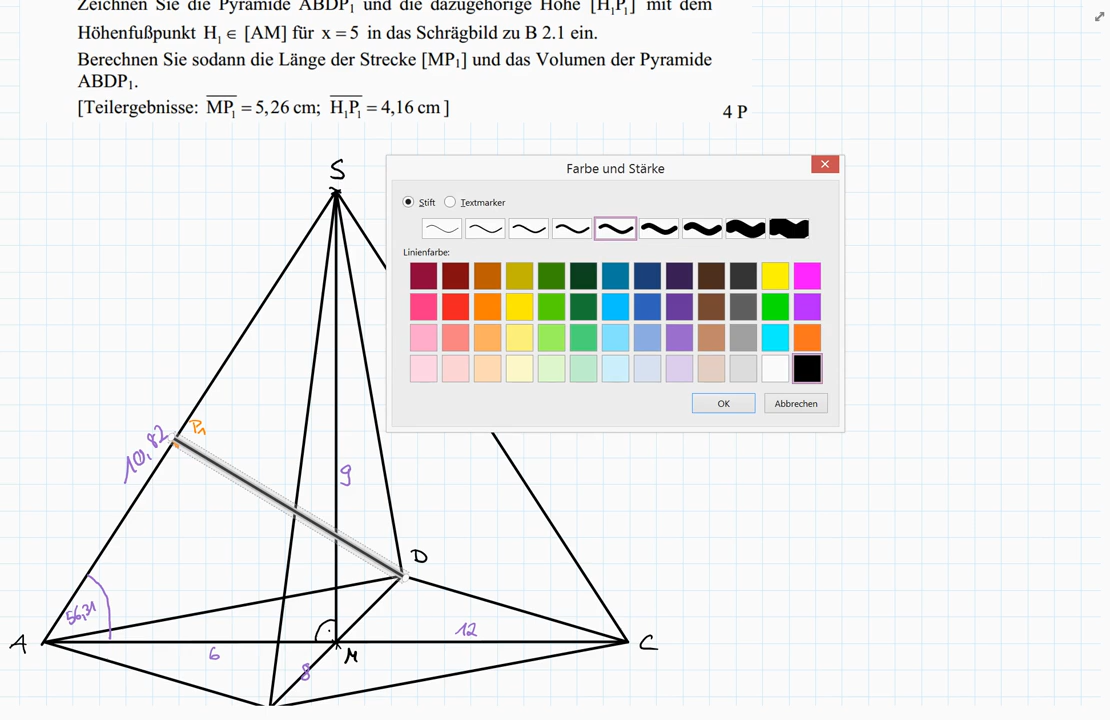 Zeichnen Sie die Pyramide ABDP₁ und die dazugehörige Höhe [H₁P₁] mit dem
Höhenfußpunkt H₁ ∈ [AM] für x = 5 in das Schrägbild zu B 2.1 ein.
Berechnen Sie sodann die Länge der Strecke [MP₁] und das Volumen der Pyramide
ABDP₁.
[Teilergebnisse: M̅P̅₁ = 5,26 cm; H̅₁P̅₁ = 4,16 cm ]
4 P
S
Farbe und Stärke
Stift Textmarker
Linienfarbe:
OK Abbrechen
P₁
10,82
9
D
56,31
A
6
M
12
C
8